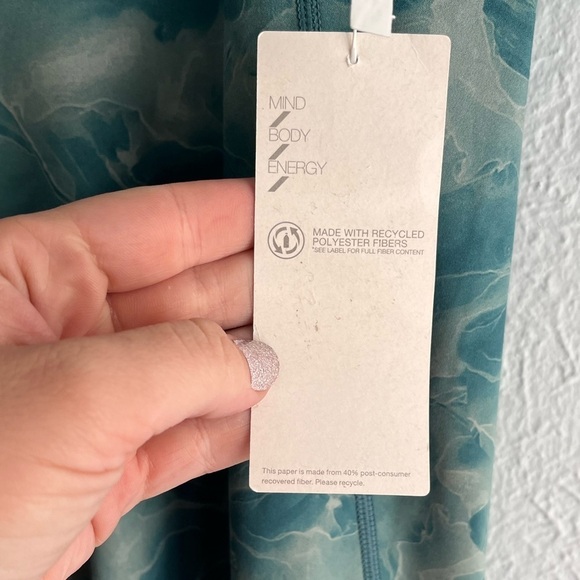 MIND
/
BODY
/
ENERGY
/
MADE WITH RECYCLED
POLYESTER FIBERS
*SEE LABEL FOR FULL FIBER CONTENT
This paper is made from 40% post-consumer
recovered fiber. Please recycle.